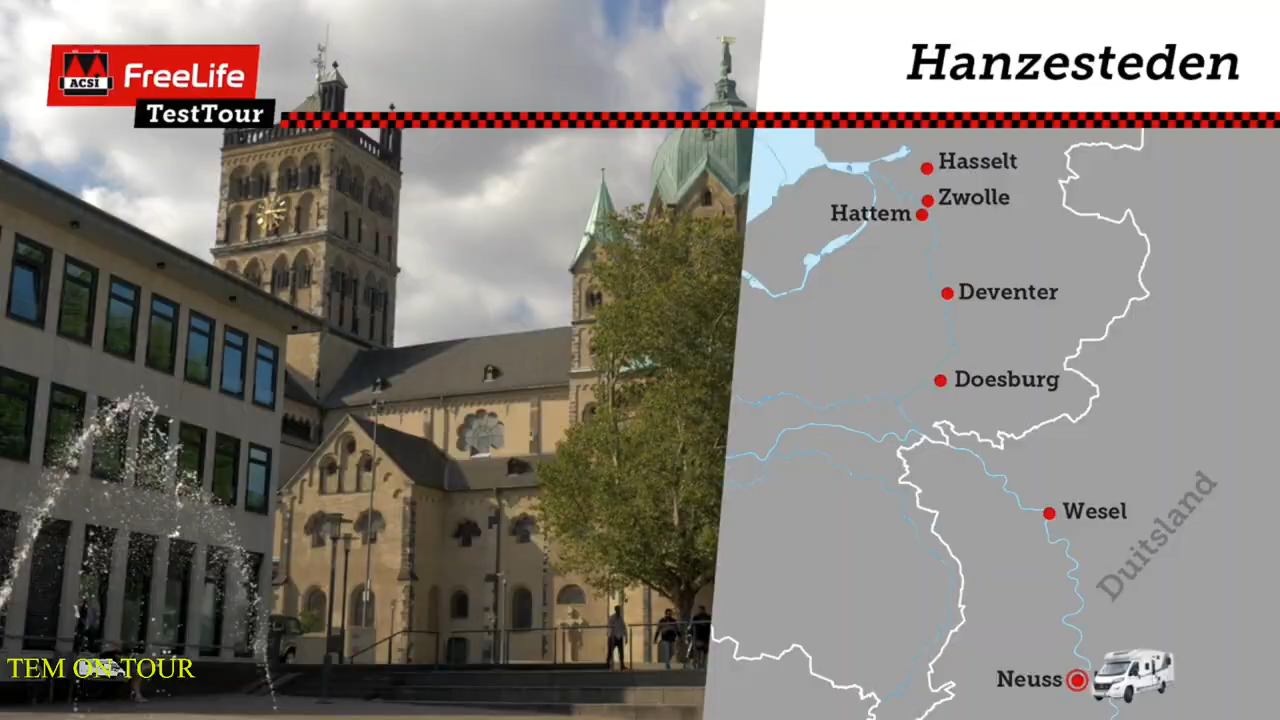 ACSI
FreeLife
TestTour
Hanzesteden
Hasselt
Zwolle
Hattem
Deventer
Doesburg
Wesel
Duitsland
Neuss
TEM ON TOUR